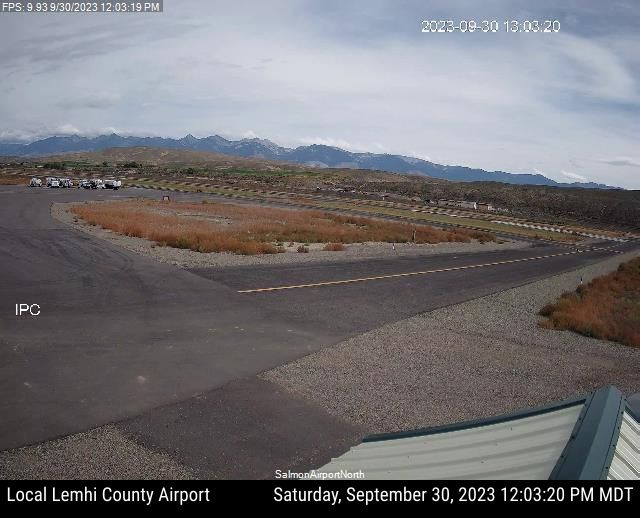 FPS: 9.93 9/30/2023 12:03:19 PM
2023-09-30 13:03:20
IPC
SalmonAirportNorth
Local Lemhi County Airport Saturday, September 30, 2023 12:03:20 PM MDT